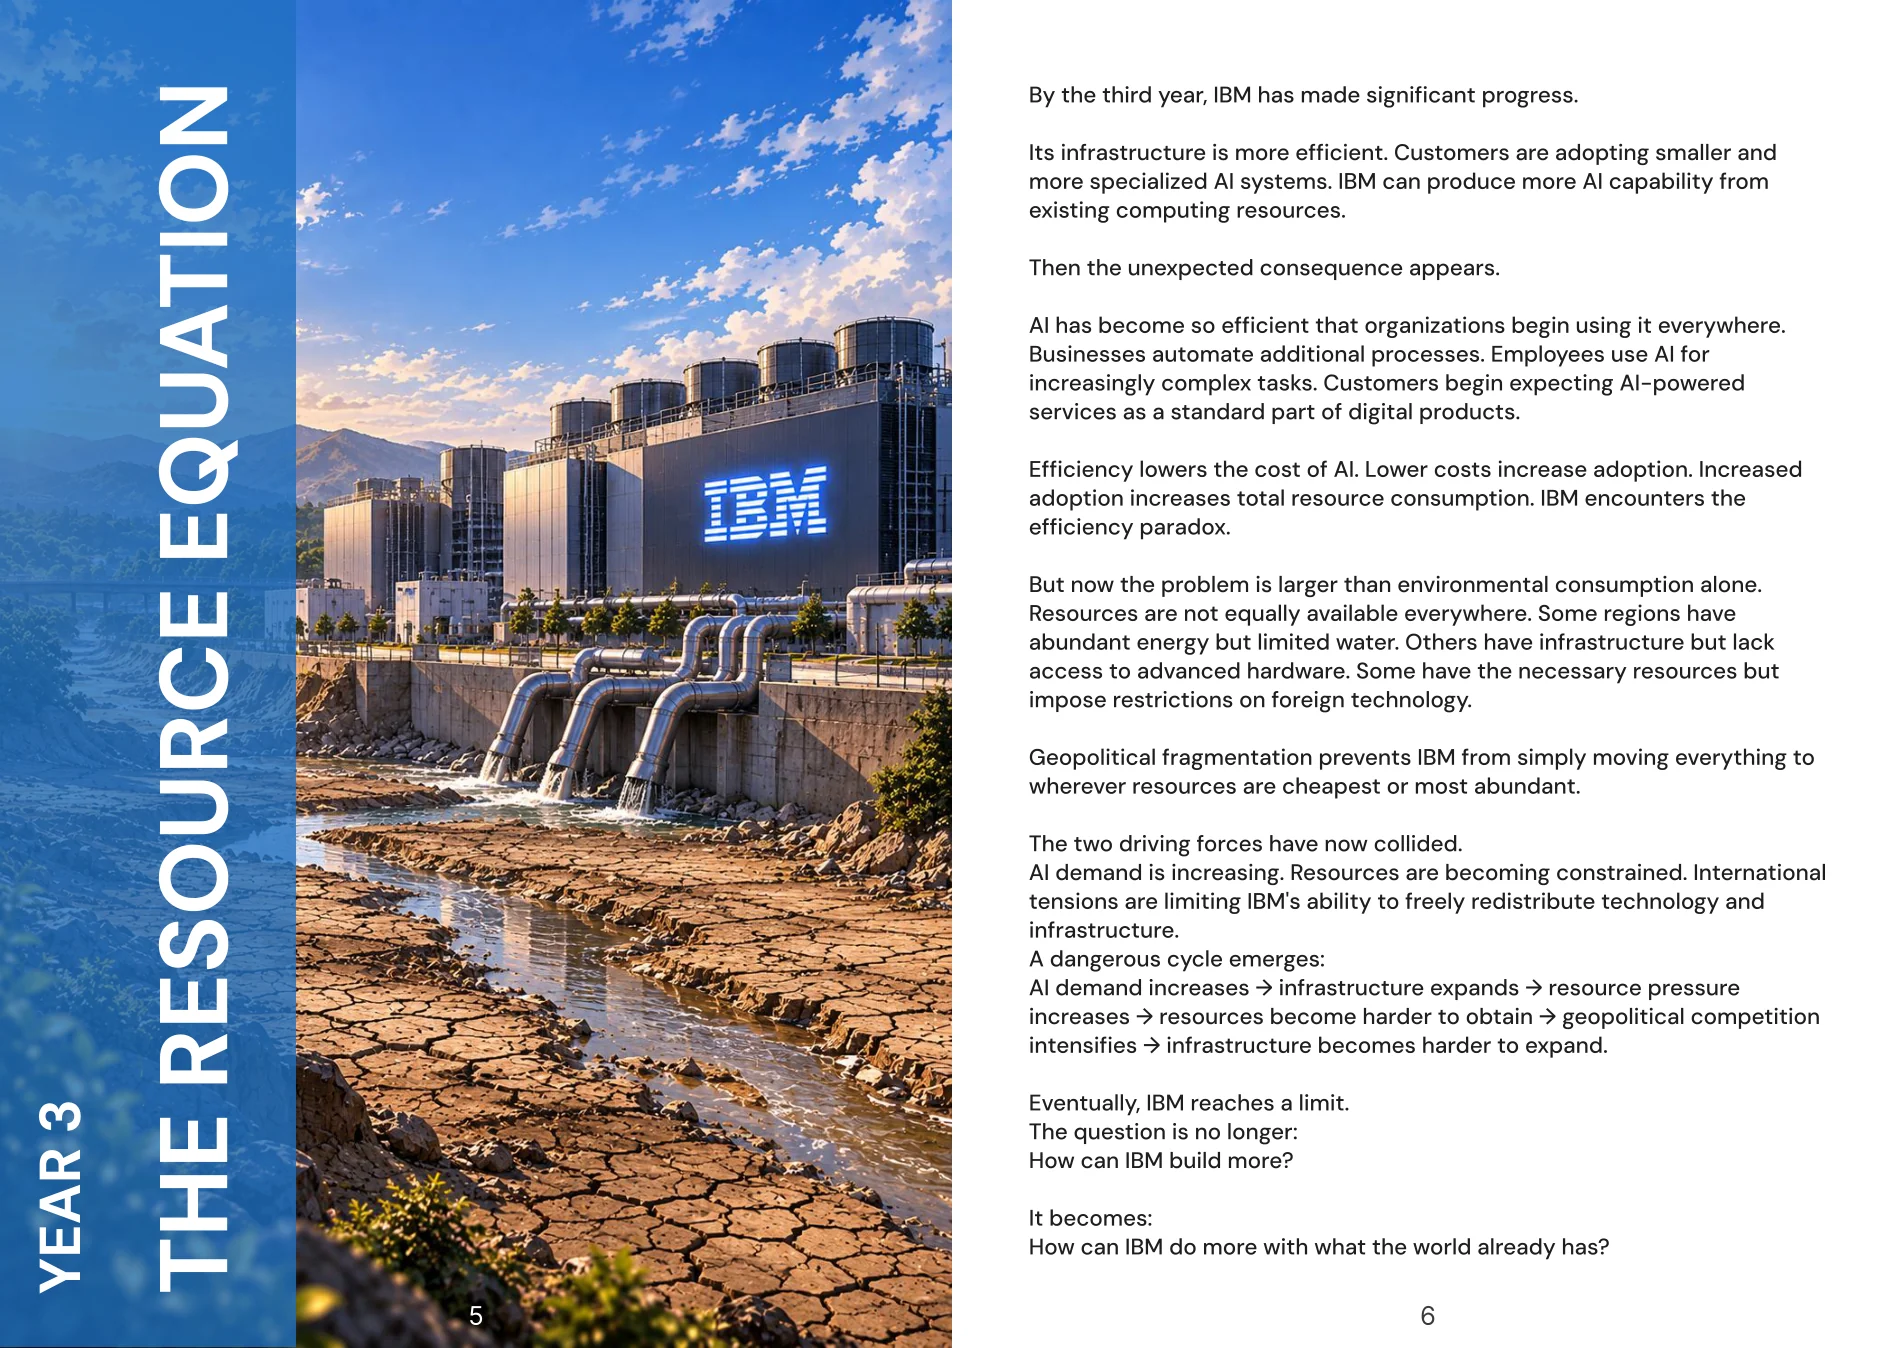 YEAR 3
THE RESOURCE EQUATION
IBM
5
By the third year, IBM has made significant progress.
Its infrastructure is more efficient. Customers are adopting smaller and
more specialized AI systems. IBM can produce more AI capability from
existing computing resources.
Then the unexpected consequence appears.
AI has become so efficient that organizations begin using it everywhere.
Businesses automate additional processes. Employees use AI for
increasingly complex tasks. Customers begin expecting AI-powered
services as a standard part of digital products.
Efficiency lowers the cost of AI. Lower costs increase adoption. Increased
adoption increases total resource consumption. IBM encounters the
efficiency paradox.
But now the problem is larger than environmental consumption alone.
Resources are not equally available everywhere. Some regions have
abundant energy but limited water. Others have infrastructure but lack
access to advanced hardware. Some have the necessary resources but
impose restrictions on foreign technology.
Geopolitical fragmentation prevents IBM from simply moving everything to
wherever resources are cheapest or most abundant.
The two driving forces have now collided.
AI demand is increasing. Resources are becoming constrained. International
tensions are limiting IBM's ability to freely redistribute technology and
infrastructure.
A dangerous cycle emerges:
AI demand increases → infrastructure expands → resource pressure
increases → resources become harder to obtain → geopolitical competition
intensifies → infrastructure becomes harder to expand.
Eventually, IBM reaches a limit.
The question is no longer:
How can IBM build more?
It becomes:
How can IBM do more with what the world already has?
6